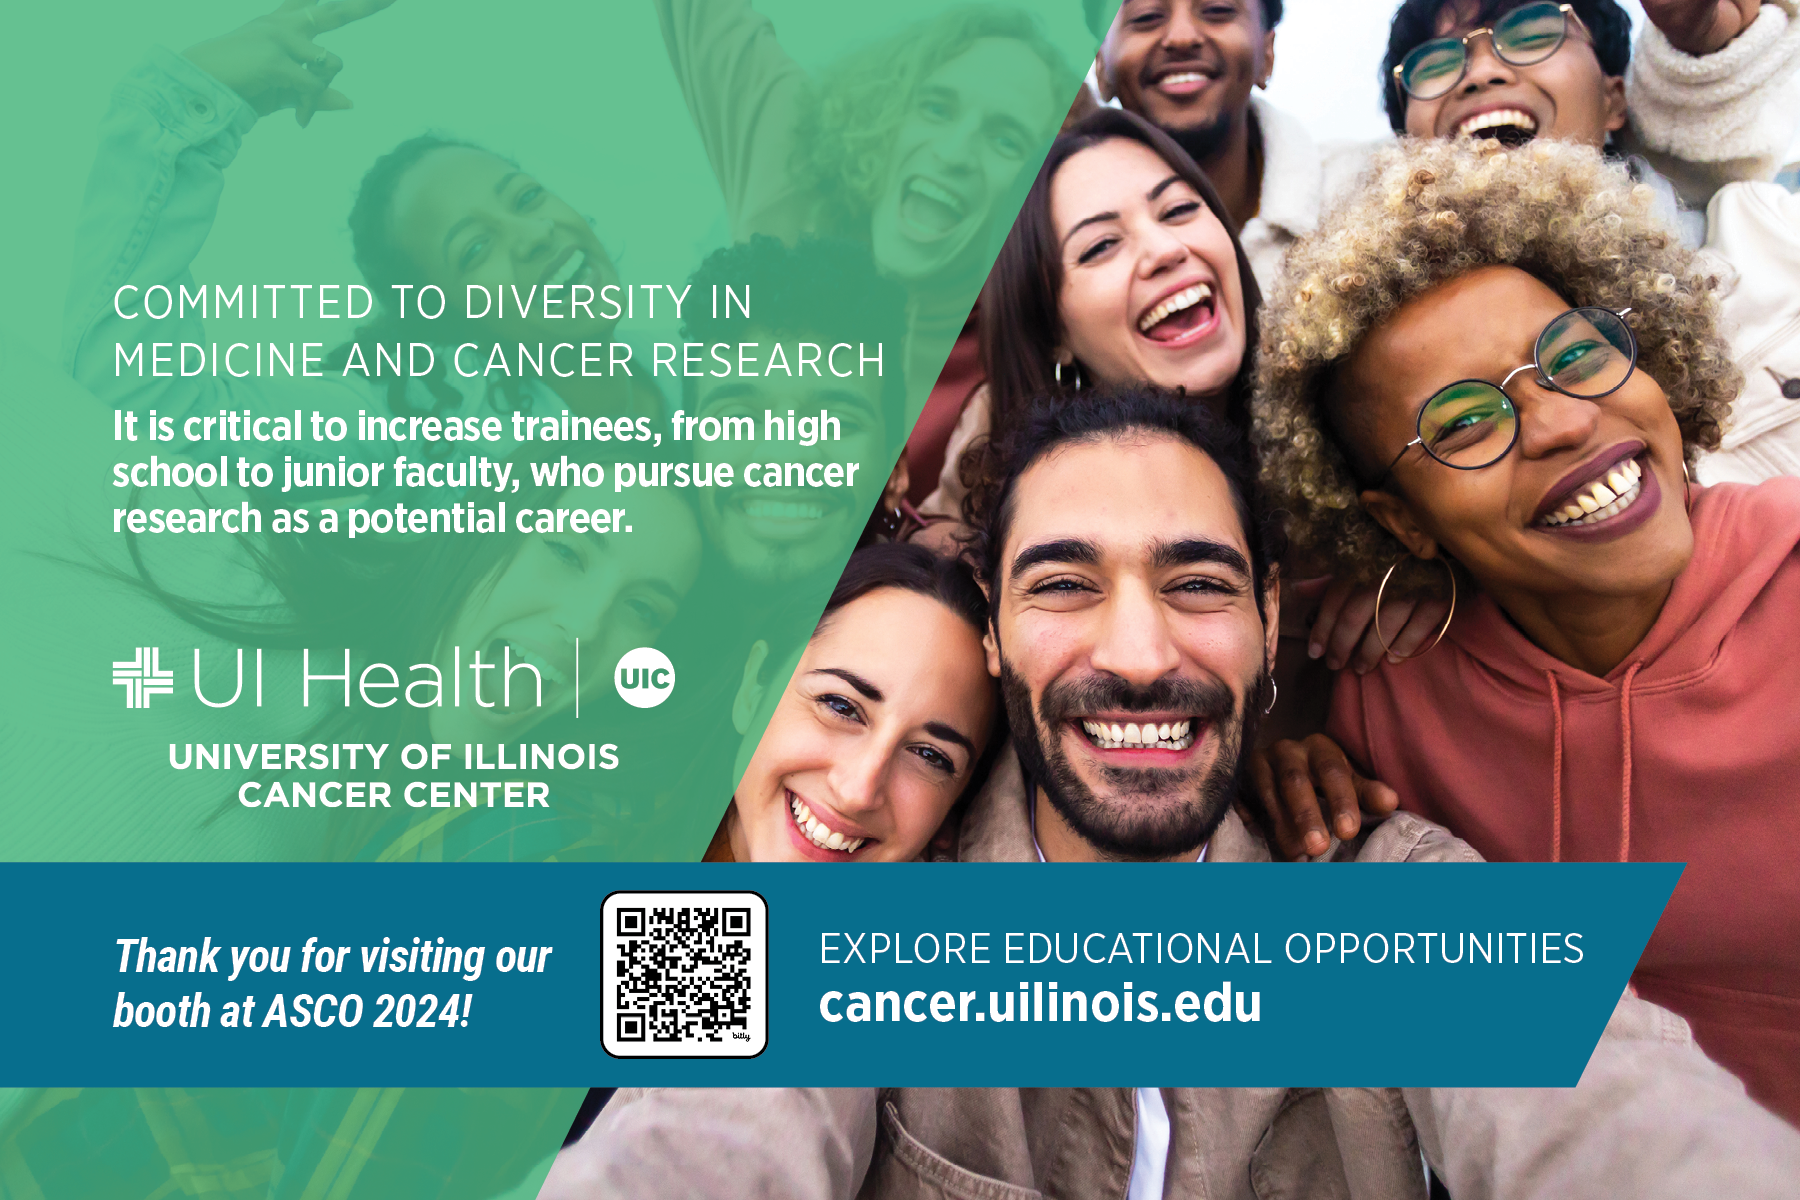 COMMITTED TO DIVERSITY IN
MEDICINE AND CANCER RESEARCH
It is critical to increase trainees, from high
school to junior faculty, who pursue cancer
research as a potential career.
UI Health | UIC
UNIVERSITY OF ILLINOIS
CANCER CENTER
Thank you for visiting our
booth at ASCO 2024!
bitly
EXPLORE EDUCATIONAL OPPORTUNITIES
cancer.uilinois.edu